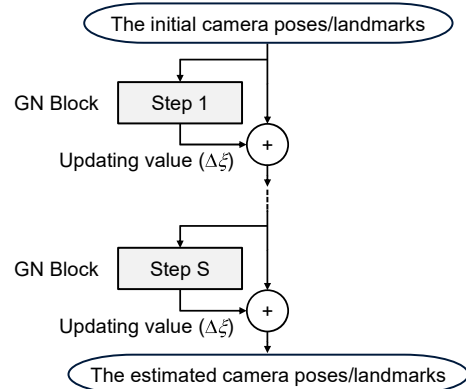 The initial camera poses/landmarks
GN Block
Step 1
+
Updating value (Δξ)
GN Block
Step S
+
Updating value (Δξ)
The estimated camera poses/landmarks